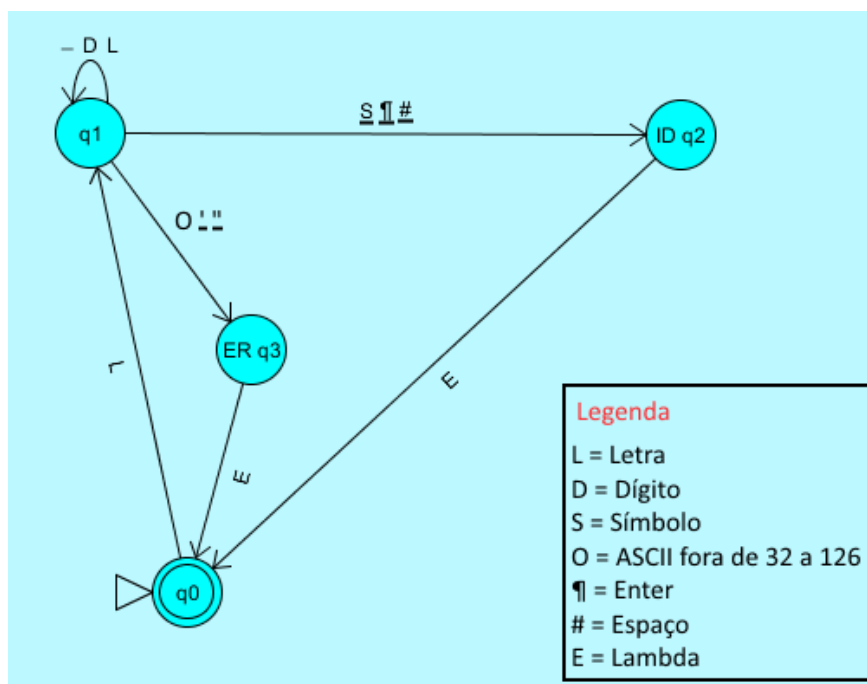 _ D L
q1
S ¶ #
ID q2
O ' "
ER q3
L
E
E
q0
Legenda
L = Letra
D = Dígito
S = Símbolo
O = ASCII fora de 32 a 126
¶ = Enter
# = Espaço
E = Lambda